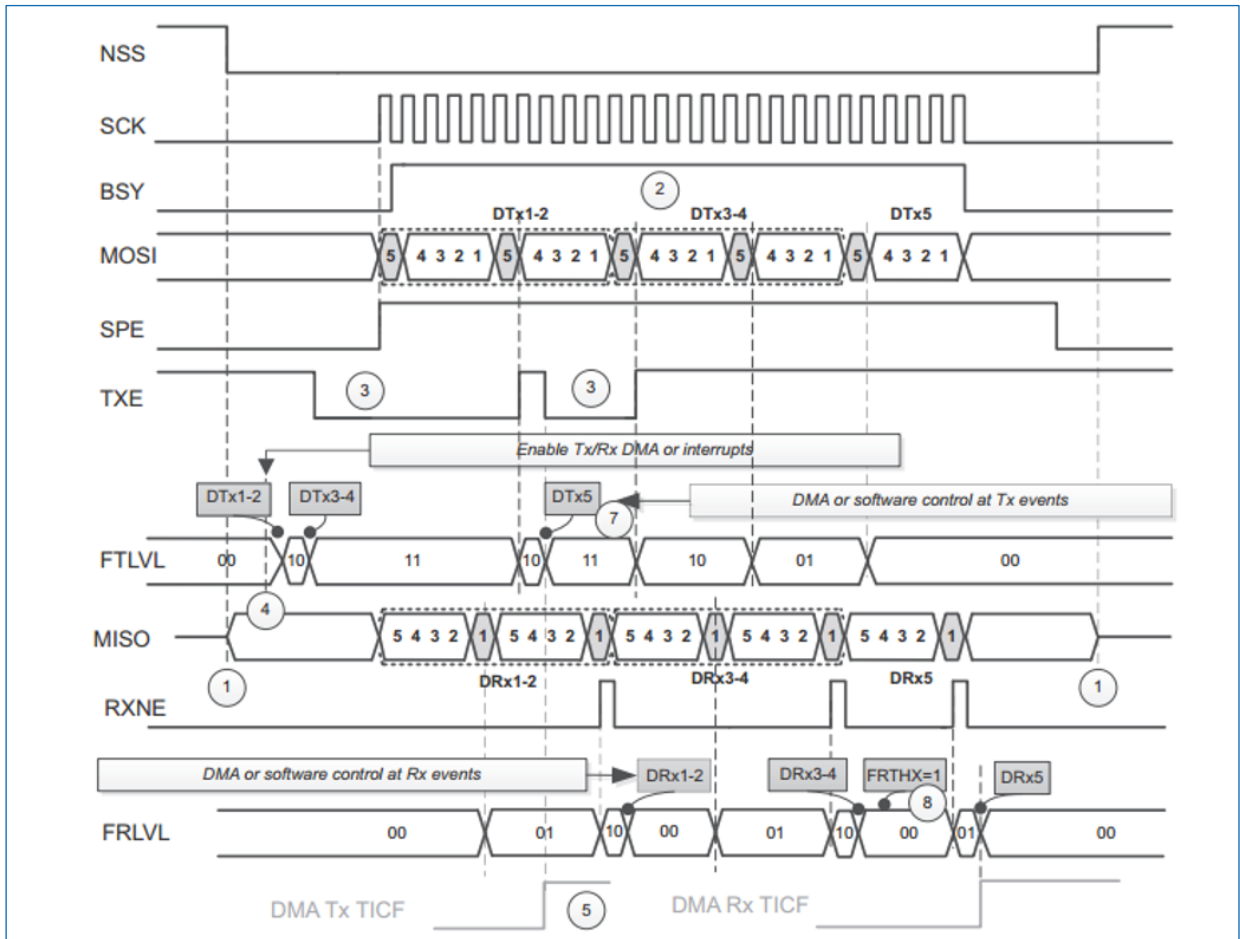 NSS
SCK
BSY
2
DTx1-2 DTx3-4 DTx5
MOSI 5 4 3 2 1 5 4 3 2 1 5 4 3 2 1 5 4 3 2 1 5 4 3 2 1
SPE
TXE 3 3
Enable Tx/Rx DMA or interrupts
DTx1-2 DTx3-4 DTx5 DMA or software control at Tx events
7
FTLVL 00 10 11 10 11 10 01 00
4
MISO 5 4 3 2 1 5 4 3 2 1 5 4 3 2 1 5 4 3 2 1 5 4 3 2 1
DRx1-2 DRx3-4 DRx5
1 1
RXNE
DMA or software control at Rx events DRx1-2 DRx3-4 FRTHX=1 DRx5
8
FRLVL 00 01 10 00 01 10 00 01 00
DMA Tx TICF 5 DMA Rx TICF